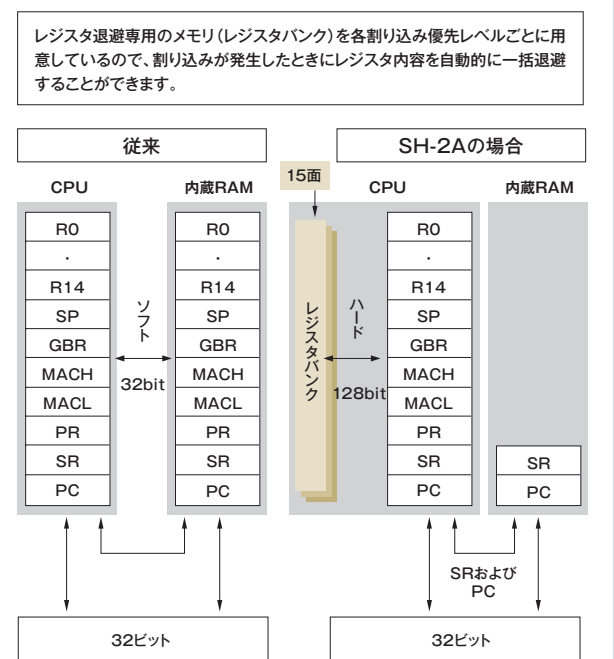 レジスタ退避専用のメモリ（レジスタバンク）を各割り込み優先レベルごとに用
意しているので、割り込みが発生したときにレジスタ内容を自動的に一括退避
することができます。
従来
CPU
内蔵RAM
R0
・
R14
SP
GBR
MACH
MACL
PR
SR
PC
ソフト
32bit
R0
・
R14
SP
GBR
MACH
MACL
PR
SR
PC
32ビット
SH-2Aの場合
15面
CPU
内蔵RAM
レジスタバンク
ハード
128bit
R0
・
R14
SP
GBR
MACH
MACL
PR
SR
PC
SR
PC
SRおよび
PC
32ビット